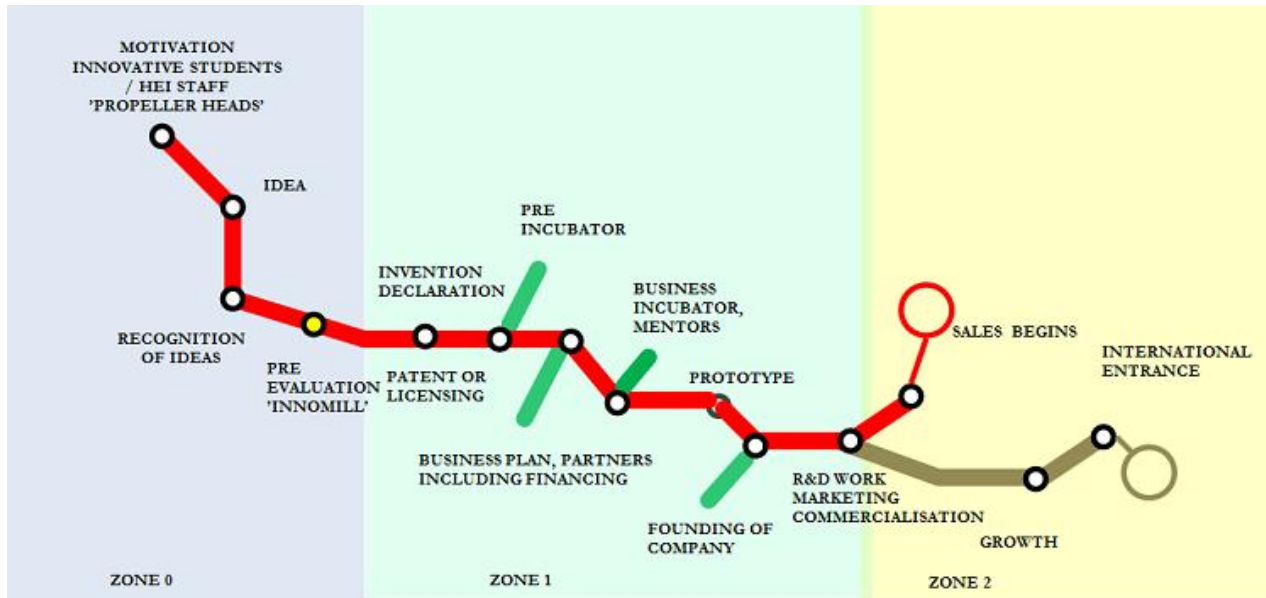 MOTIVATION
INNOVATIVE STUDENTS
/ HEI STAFF
'PROPELLER HEADS'
IDEA
RECOGNITION
OF IDEAS
PRE
EVALUATION
'INNOMILL'
INVENTION
DECLARATION
PATENT OR
LICENSING
PRE
INCUBATOR
BUSINESS PLAN, PARTNERS
INCLUDING FINANCING
BUSINESS
INCUBATOR,
MENTORS
PROTOTYPE
FOUNDING OF
COMPANY
R&D WORK
MARKETING
COMMERCIALISATION
SALES BEGINS
GROWTH
INTERNATIONAL
ENTRANCE
ZONE 0
ZONE 1
ZONE 2